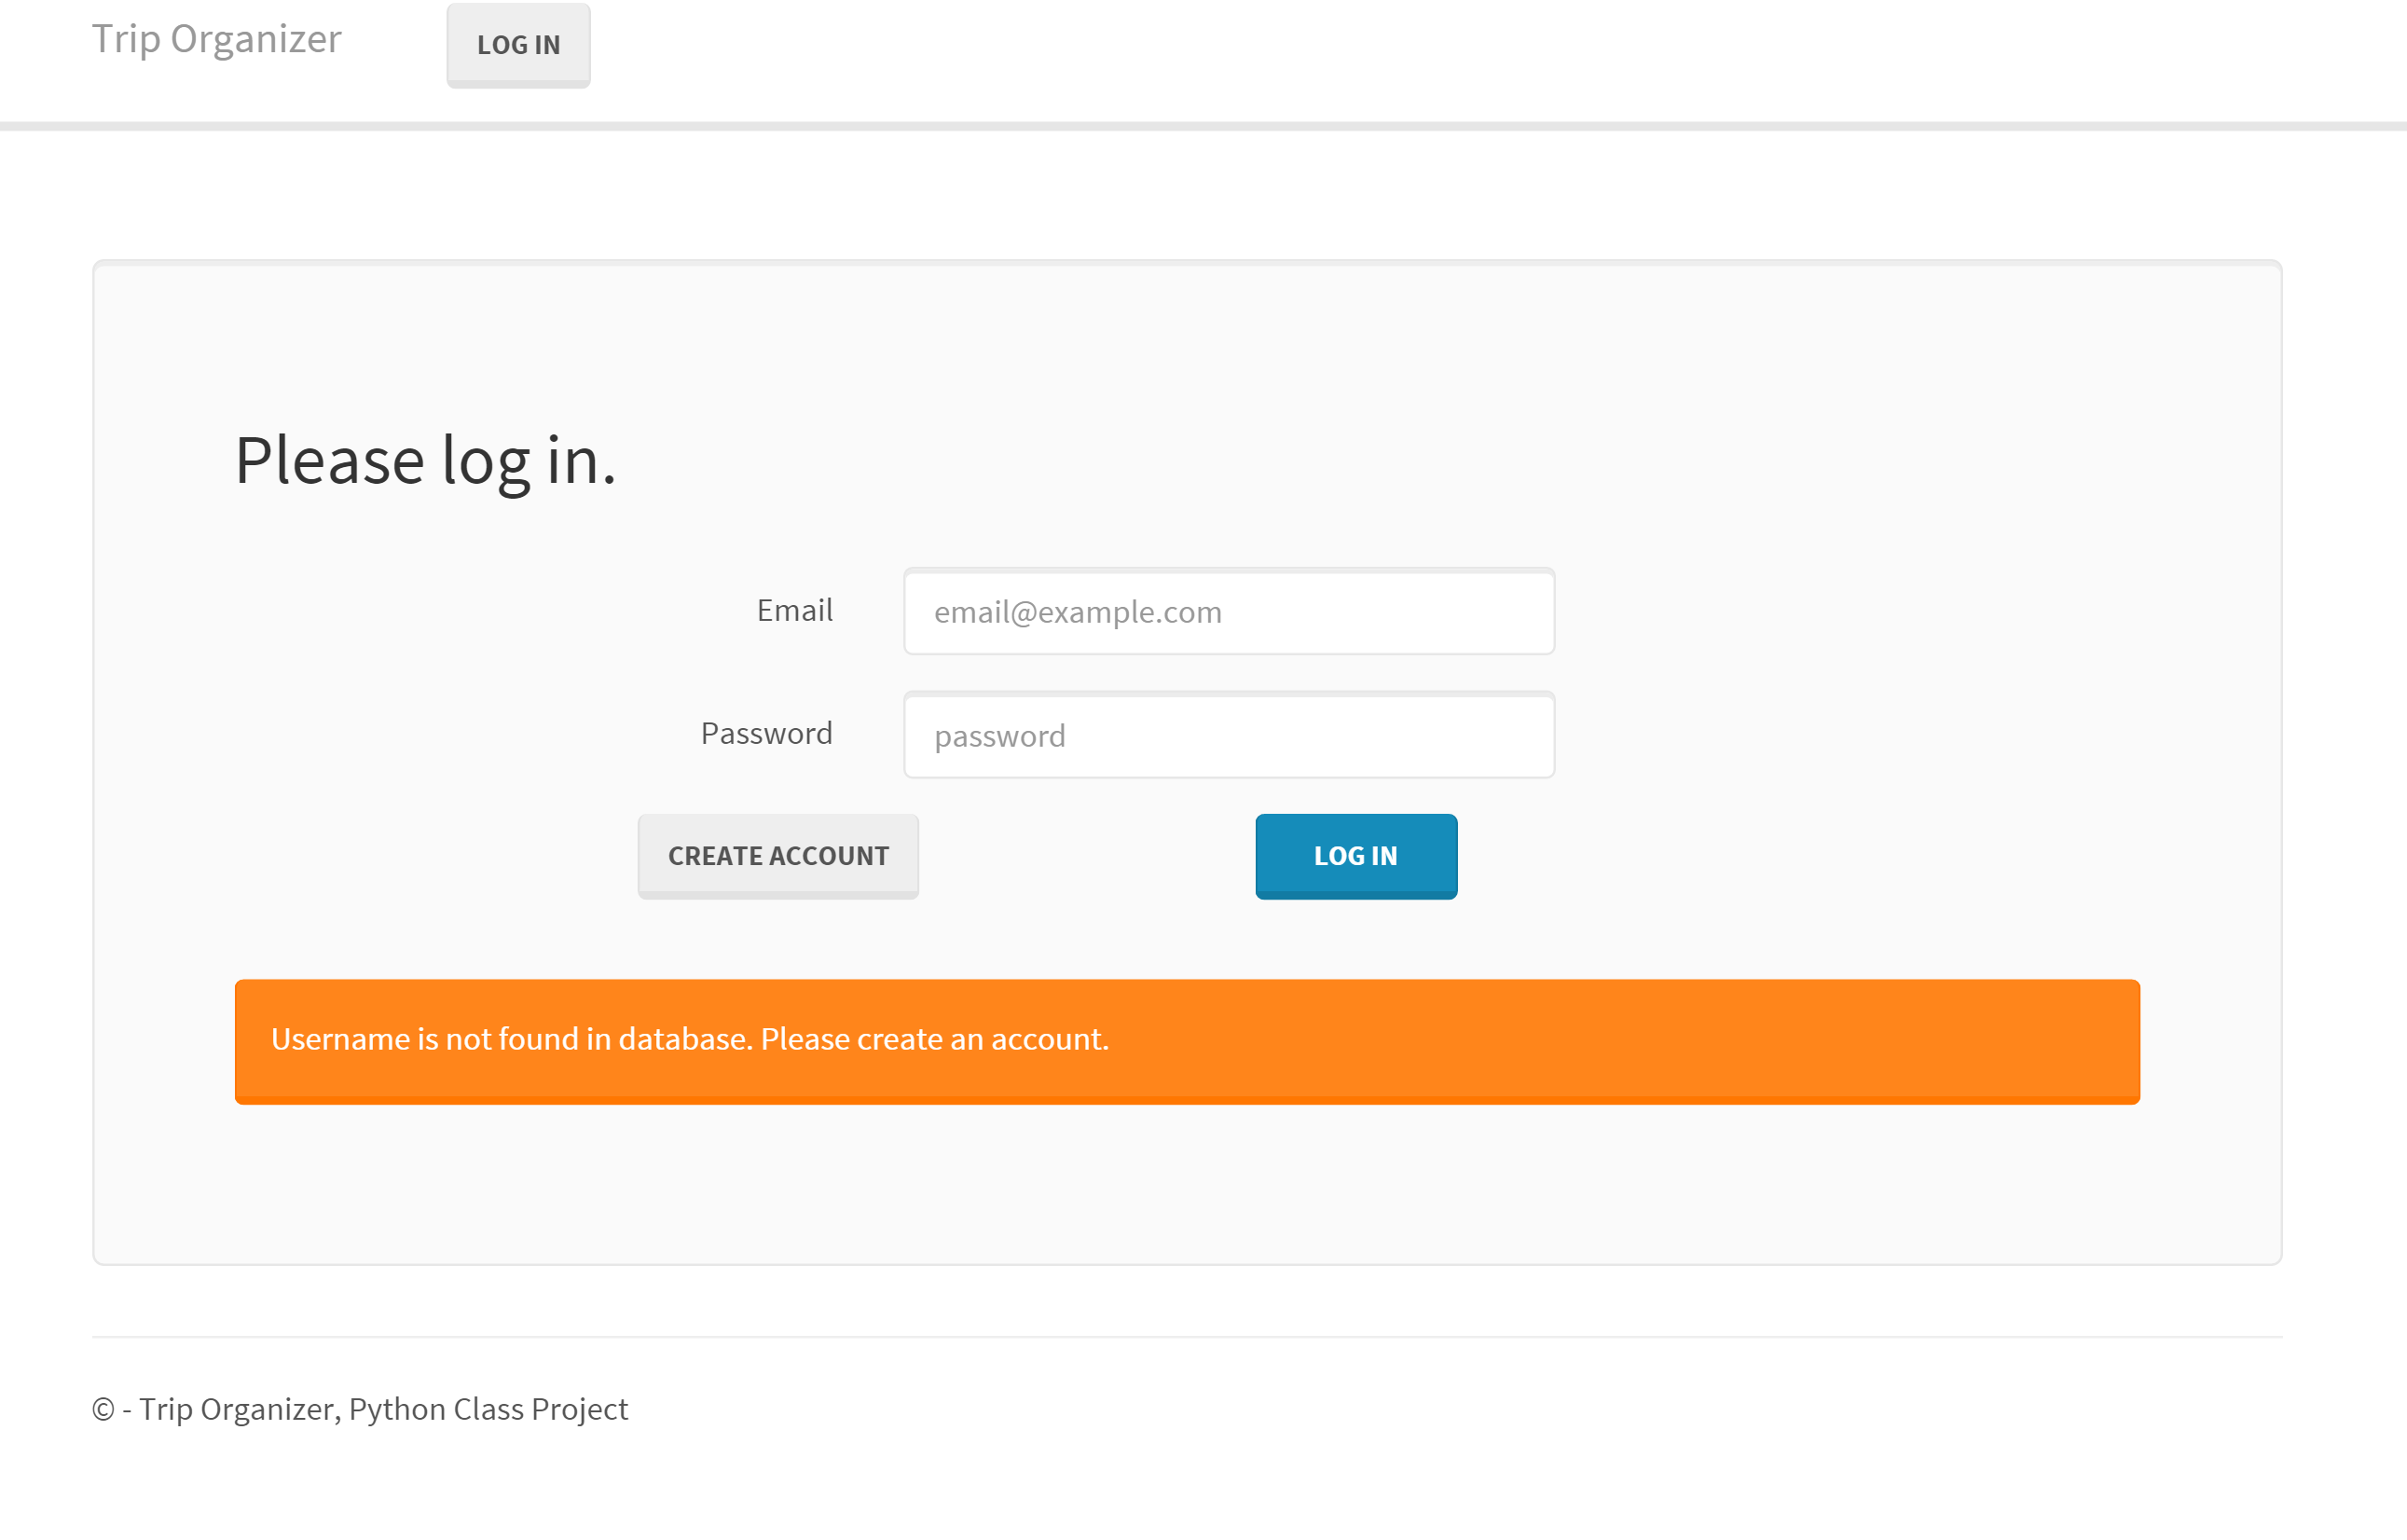 Trip Organizer
LOG IN
Please log in.
Email
email@example.com
Password
password
CREATE ACCOUNT
LOG IN
Username is not found in database. Please create an account.
© - Trip Organizer, Python Class Project